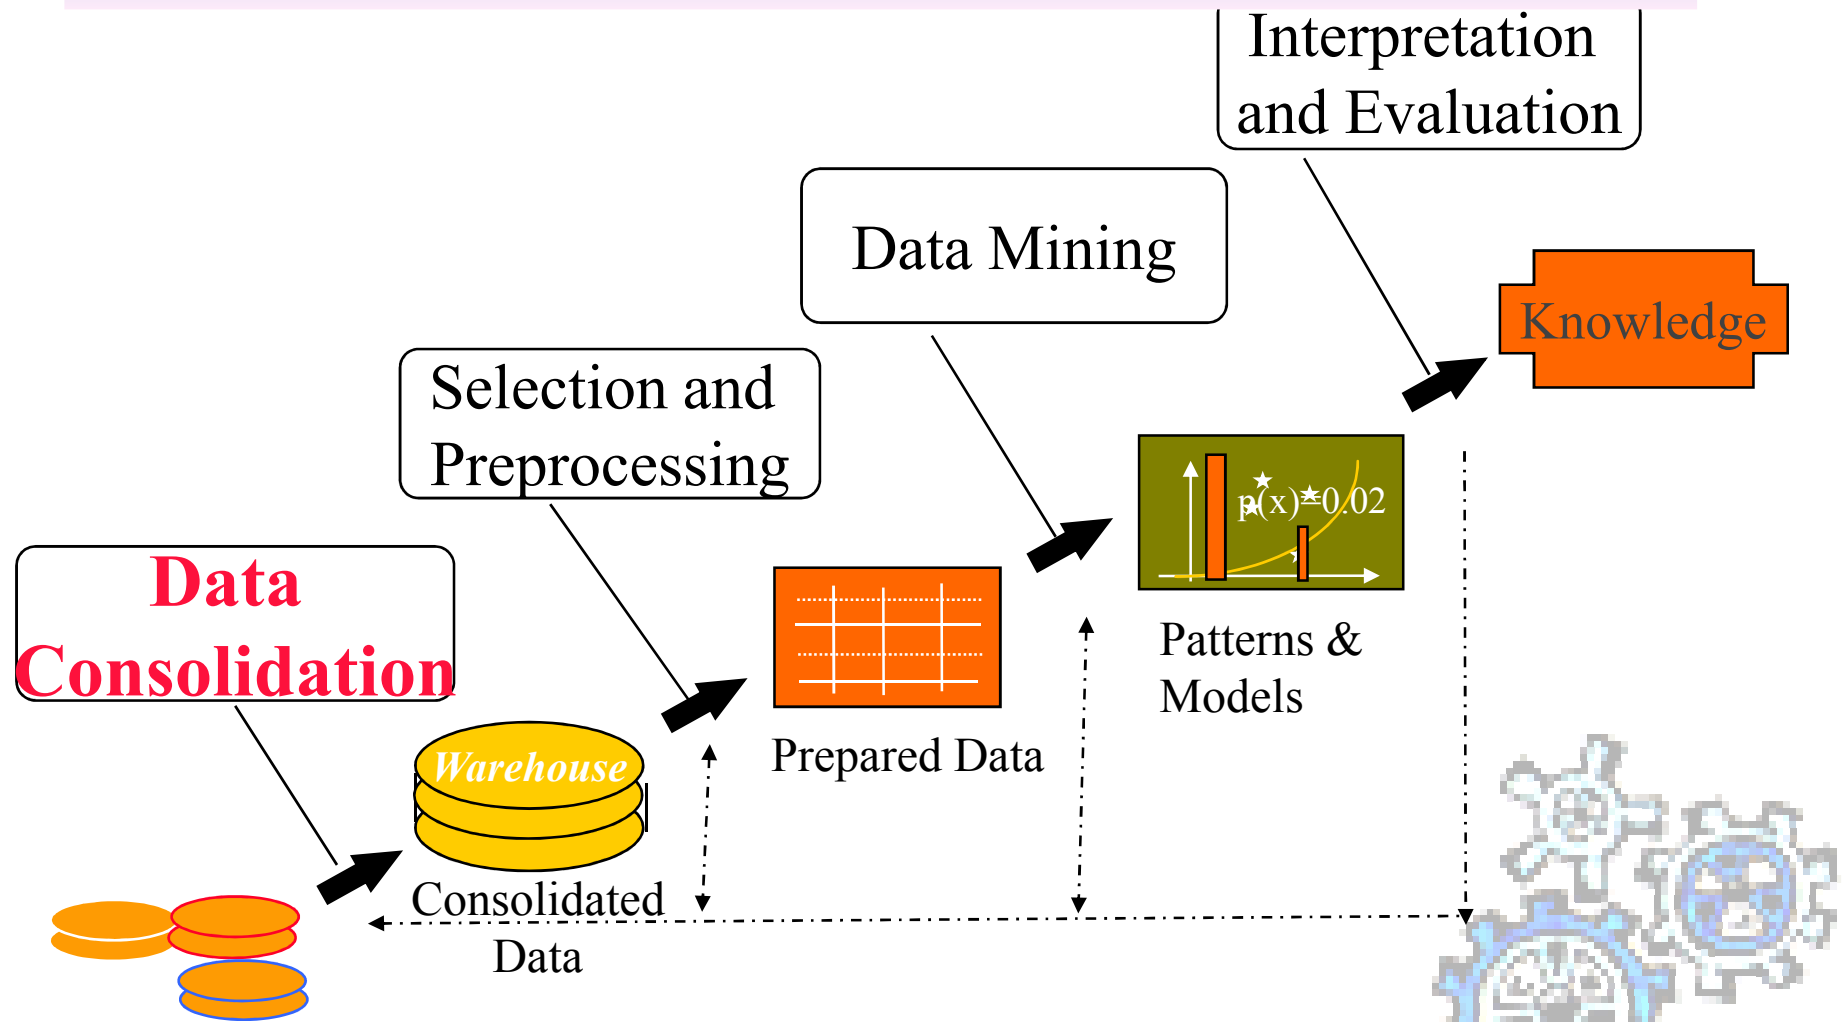 Interpretation
and Evaluation
Data Mining
Knowledge
Selection and
Preprocessing
p(x)=0.02
Data
Consolidation
Patterns &
Models
Warehouse
Prepared Data
Consolidated
Data